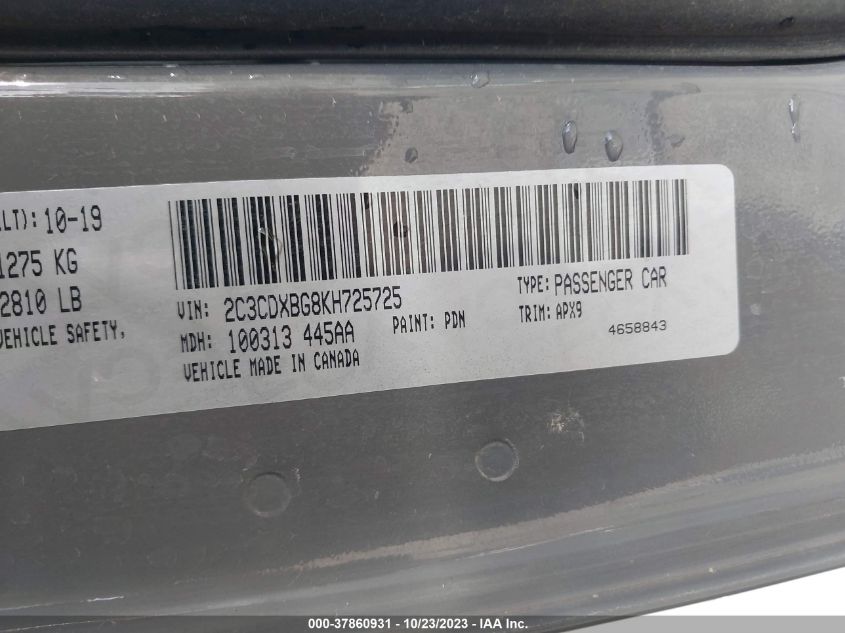 (ALT): 10-19
1275 KG
2810 LB
VEHICLE SAFETY,
VIN: 2C3CDXBG8KH725725
TYPE: PASSENGER CAR
MDH: 100313 445AA
PAINT: PDN
TRIM: APX9
VEHICLE MADE IN CANADA
4658843
000-37860931 - 10/23/2023 - IAA Inc.